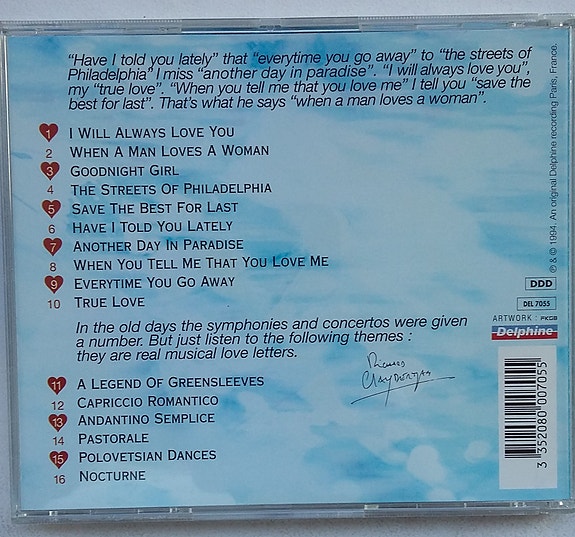 “Have I told you lately” that “everytime you go away” to “the streets of
Philadelphia” I miss “another day in paradise”. “I will always love you”,
my “true love”. “When you tell me that you love me” I tell you “save the
best for last”. That’s what he says “when a man loves a woman”.
1 I WILL ALWAYS LOVE YOU
2 WHEN A MAN LOVES A WOMAN
3 GOODNIGHT GIRL
4 THE STREETS OF PHILADELPHIA
5 SAVE THE BEST FOR LAST
6 HAVE I TOLD YOU LATELY
7 ANOTHER DAY IN PARADISE
8 WHEN YOU TELL ME THAT YOU LOVE ME
9 EVERYTIME YOU GO AWAY
10 TRUE LOVE
In the old days the symphonies and concertos were given
a number. But just listen to the following themes :
they are real musical love letters.
11 A LEGEND OF GREENSLEEVES
12 CAPRICCIO ROMANTICO
13 ANDANTINO SEMPLICE
14 PASTORALE
15 POLOVETSIAN DANCES
16 NOCTURNE
℗ & © 1994. An original Delphine recording Paris, France.
DDD
DEL 7055
ARTWORK : FKGB
Delphine
3 352080 007055